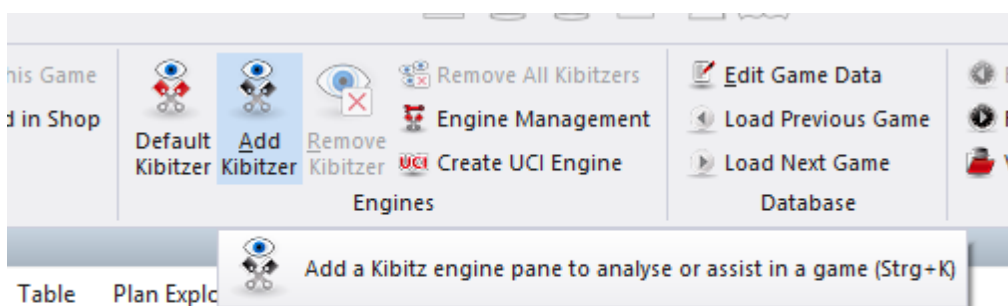 his Game
d in Shop
Default
Kibitzer
Add
Kibitzer
Remove
Kibitzer
Remove All Kibitzers
Engine Management
UCI Create UCI Engine
Engines
Edit Game Data
Load Previous Game
Load Next Game
Database
Add a Kibitz engine pane to analyse or assist in a game (Strg+K)
Table Plan Explo